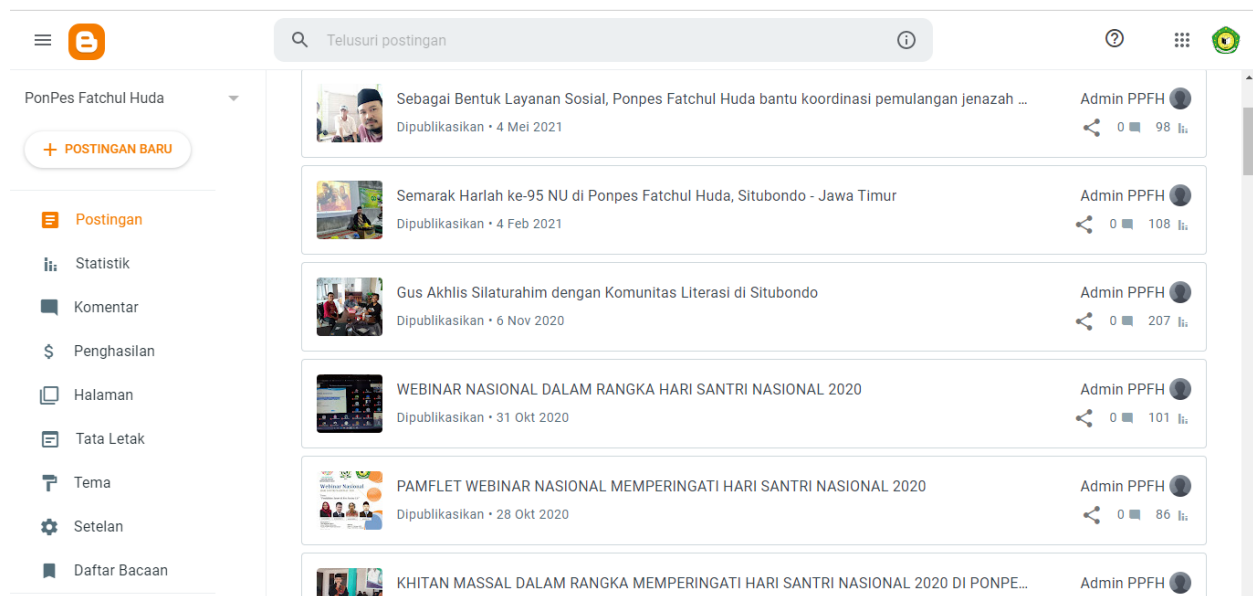 Telusuri postingan
PonPes Fatchul Huda
POSTINGAN BARU
Postingan
Statistik
Komentar
Penghasilan
Halaman
Tata Letak
Tema
Setelan
Daftar Bacaan
Sebagai Bentuk Layanan Sosial, Ponpes Fatchul Huda bantu koordinasi pemulangan jenazah ...
Admin PPFH
Dipublikasikan • 4 Mei 2021
0 98
Semarak Harlah ke-95 NU di Ponpes Fatchul Huda, Situbondo - Jawa Timur
Admin PPFH
Dipublikasikan • 4 Feb 2021
0 108
Gus Akhlis Silaturahim dengan Komunitas Literasi di Situbondo
Admin PPFH
Dipublikasikan • 6 Nov 2020
0 207
WEBINAR NASIONAL DALAM RANGKA HARI SANTRI NASIONAL 2020
Admin PPFH
Dipublikasikan • 31 Okt 2020
0 101
Webinar Nasional
PAMFLET WEBINAR NASIONAL MEMPERINGATI HARI SANTRI NASIONAL 2020
Admin PPFH
Dipublikasikan • 28 Okt 2020
0 86
KHITAN MASSAL DALAM RANGKA MEMPERINGATI HARI SANTRI NASIONAL 2020 DI PONPE...
Admin PPFH